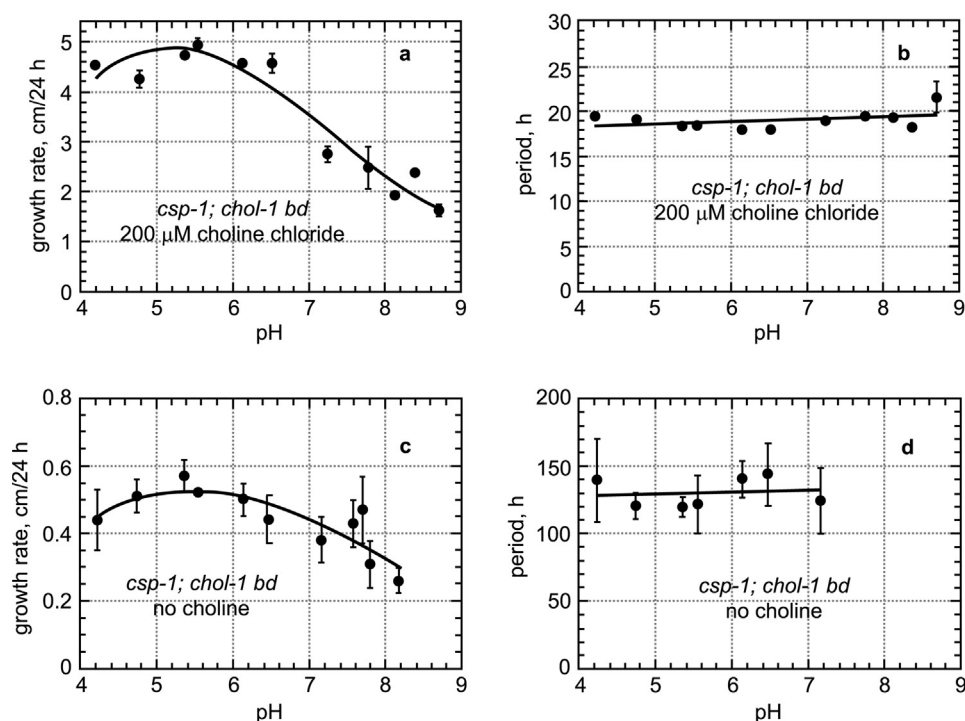 a
growth rate, cm/24 h
5
4
3
2
1
0
csp-1; chol-1 bd
200 μM choline chloride
4 5 6 7 8 9
pH
b
period, h
30
25
20
15
10
5
0
csp-1; chol-1 bd
200 μM choline chloride
4 5 6 7 8 9
pH
c
growth rate, cm/24 h
0.8
0.6
0.4
0.2
0
csp-1; chol-1 bd
no choline
4 5 6 7 8 9
pH
d
period, h
200
150
100
50
0
csp-1; chol-1 bd
no choline
4 5 6 7 8 9
pH